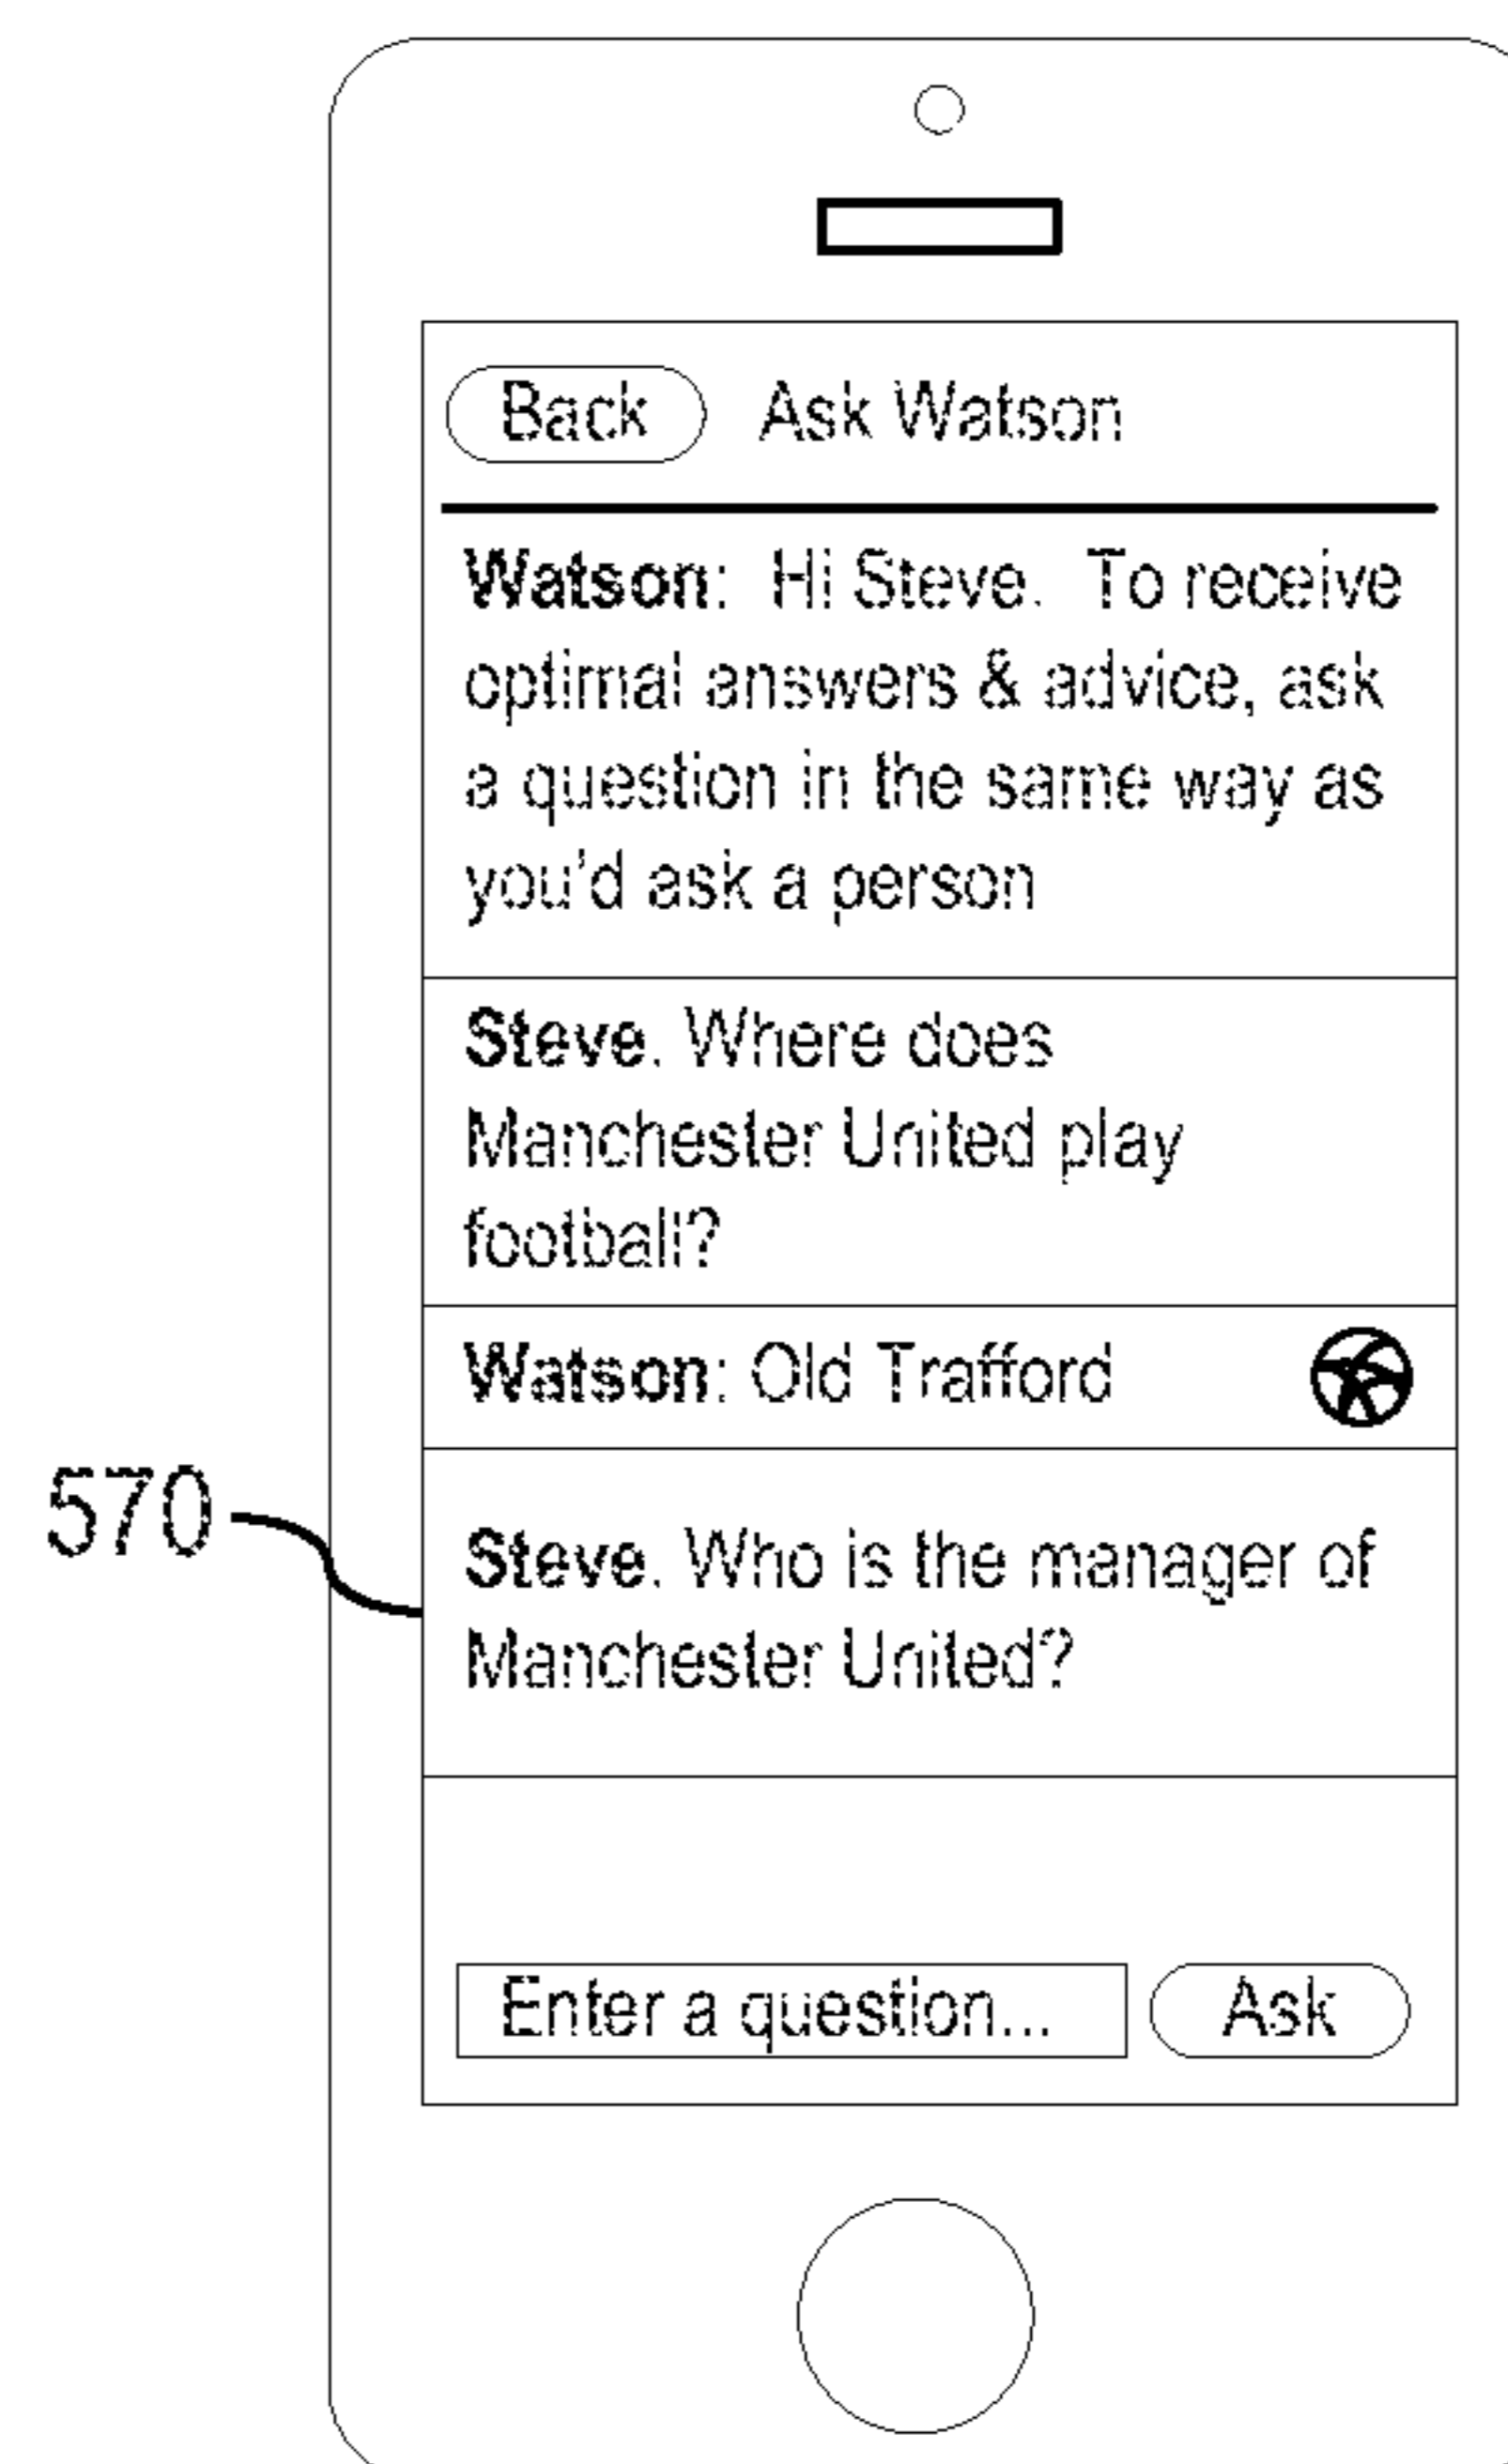 Back Ask Watson
Watson: Hi Steve. To receive
optimal answers & advice, ask
a question in the same way as
you'd ask a person
Steve. Where does
Manchester United play
football?
Watson: Old Trafford
570
Steve. Who is the manager of
Manchester United?
Enter a question... Ask